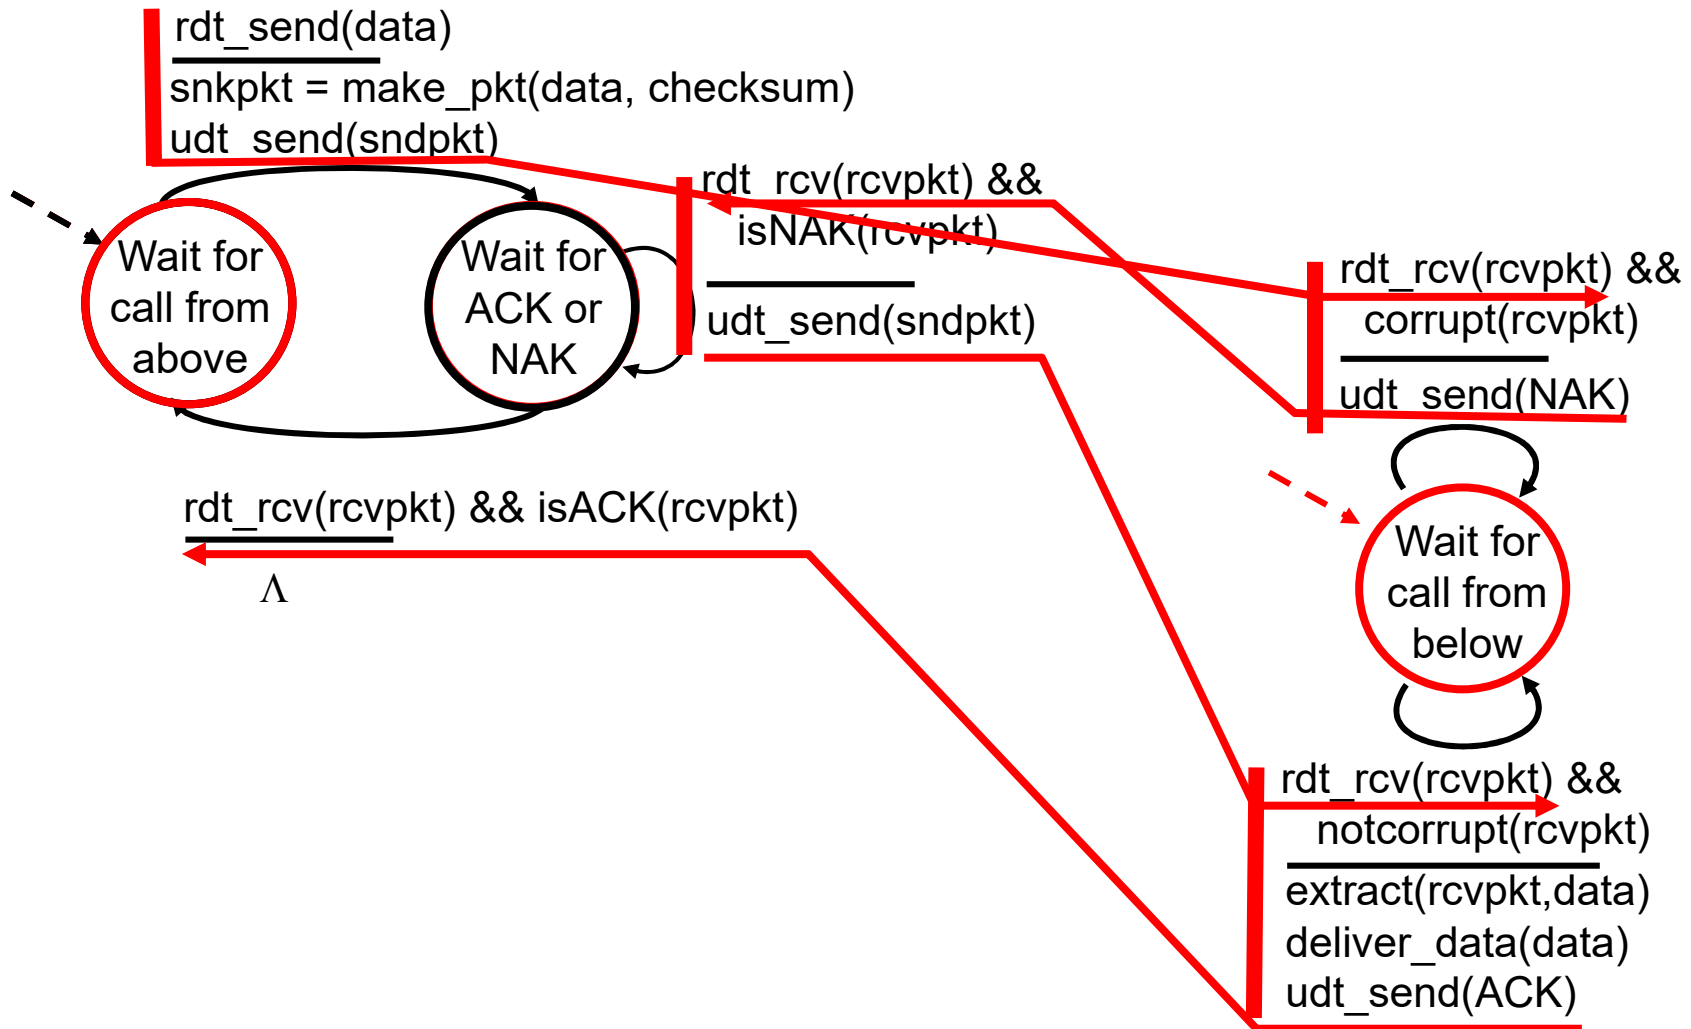 rdt_send(data)
snkpkt = make_pkt(data, checksum)
udt_send(sndpkt)
rdt_rcv(rcvpkt) &&
isNAK(rcvpkt)
udt_send(sndpkt)
Wait for
call from
above
Wait for
ACK or
NAK
rdt_rcv(rcvpkt) && isACK(rcvpkt)
Λ
rdt_rcv(rcvpkt) &&
corrupt(rcvpkt)
udt_send(NAK)
Wait for
call from
below
rdt_rcv(rcvpkt) &&
notcorrupt(rcvpkt)
extract(rcvpkt,data)
deliver_data(data)
udt_send(ACK)